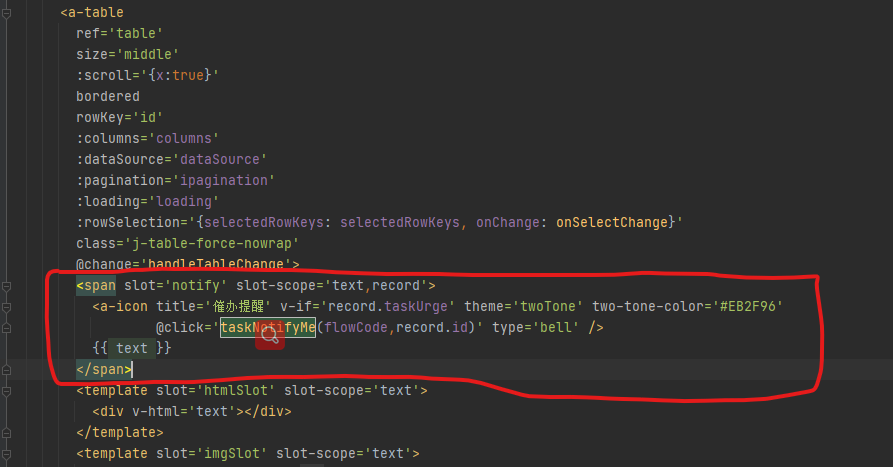 <a-table
ref='table'
size='middle'
:scroll='{x:true}'
bordered
rowKey='id'
:columns='columns'
:dataSource='dataSource'
:pagination='ipagination'
:loading='loading'
:rowSelection='{selectedRowKeys: selectedRowKeys, onChange: onSelectChange}'
class='j-table-force-nowrap'
@change='handleTableChange'>
<span slot='notify' slot-scope='text,record'>
<a-icon title='催办提醒' v-if='record.taskUrge' theme='twoTone' two-tone-color='#EB2F96'
@click='taskNotifyMe(flowCode,record.id)' type='bell' />
{{ text }}
</span>
<template slot='htmlSlot' slot-scope='text'>
<div v-html='text'></div>
</template>
<template slot='imgSlot' slot-scope='text'>